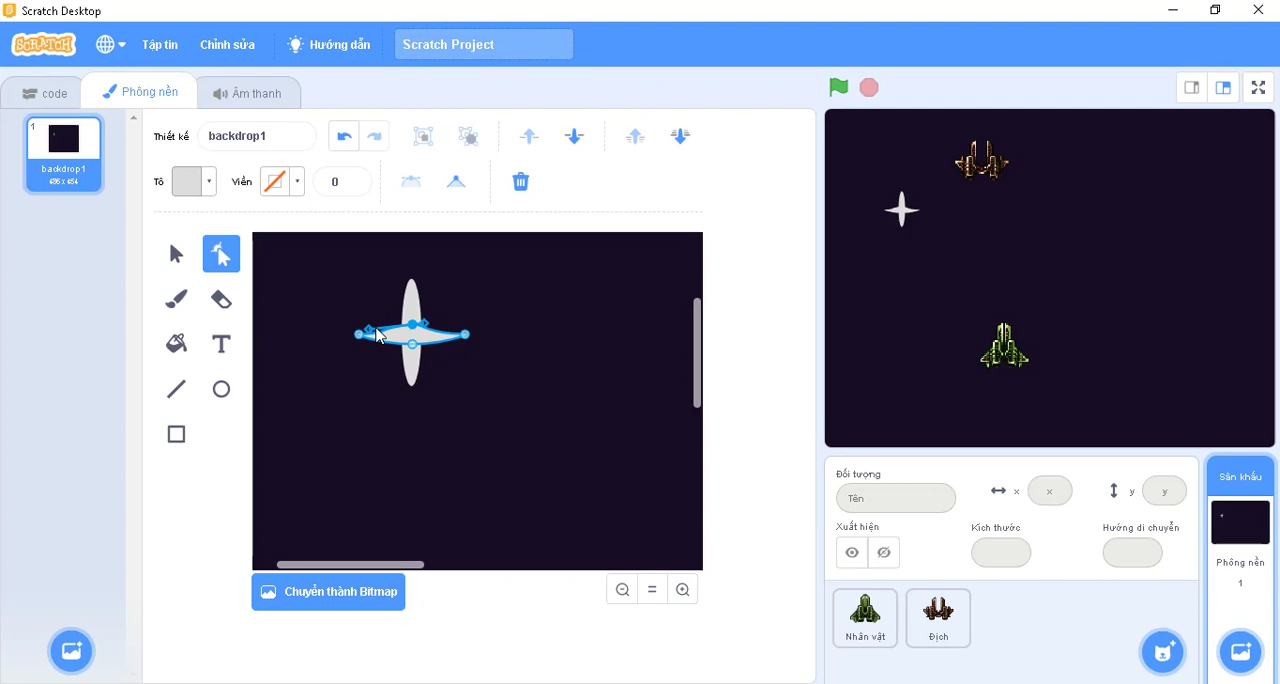 Scratch Desktop
SCRATCH
Tập tin
Chỉnh sửa
Hướng dẫn
Scratch Project
code
Phông nền
Âm thanh
1
backdrop1
Thiết kế
backdrop1
Tô
Viền
0
T
Chuyển thành Bitmap
Đối tượng
Tên
x
x
y
y
Xuất hiện
Kích thước
Hướng di chuyển
Nhân vật
Địch
Sân khấu
Phông nền
1